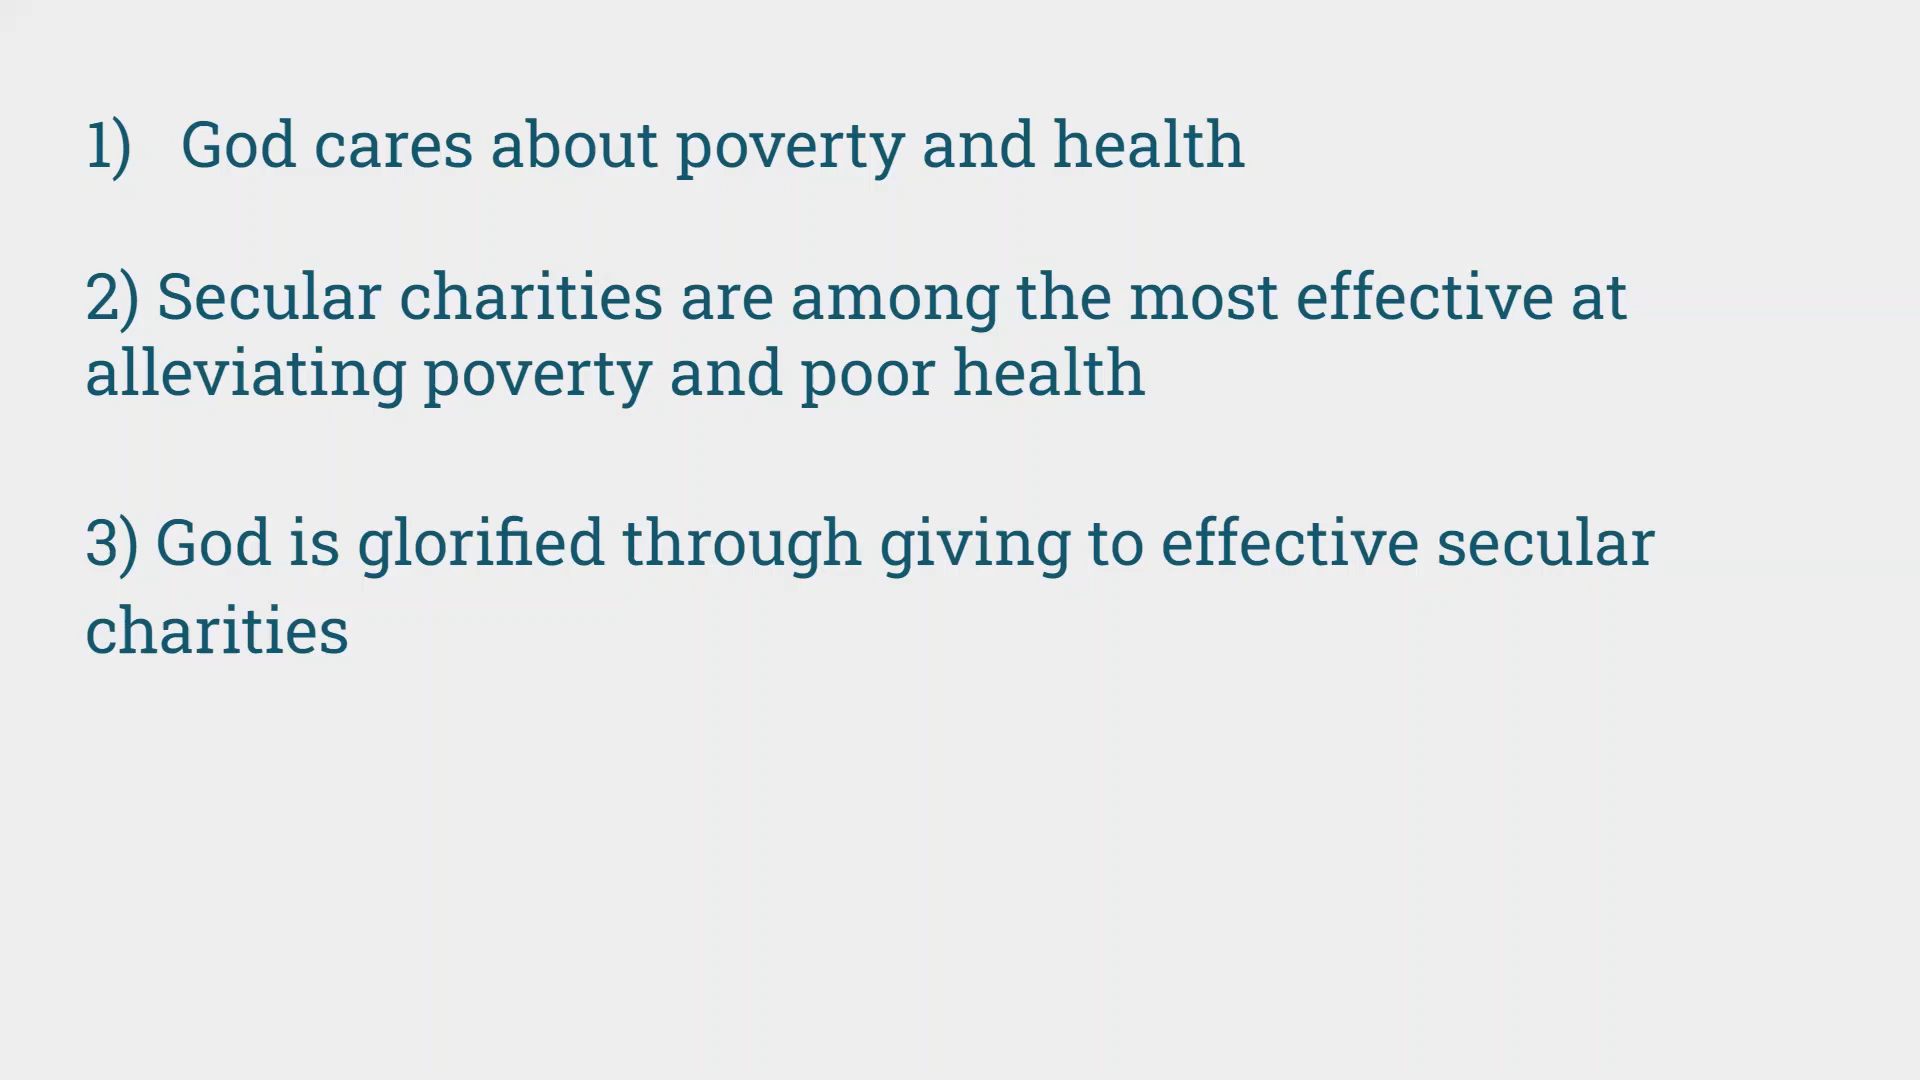 1) God cares about poverty and health
2) Secular charities are among the most effective at
alleviating poverty and poor health
3) God is glorified through giving to effective secular
charities